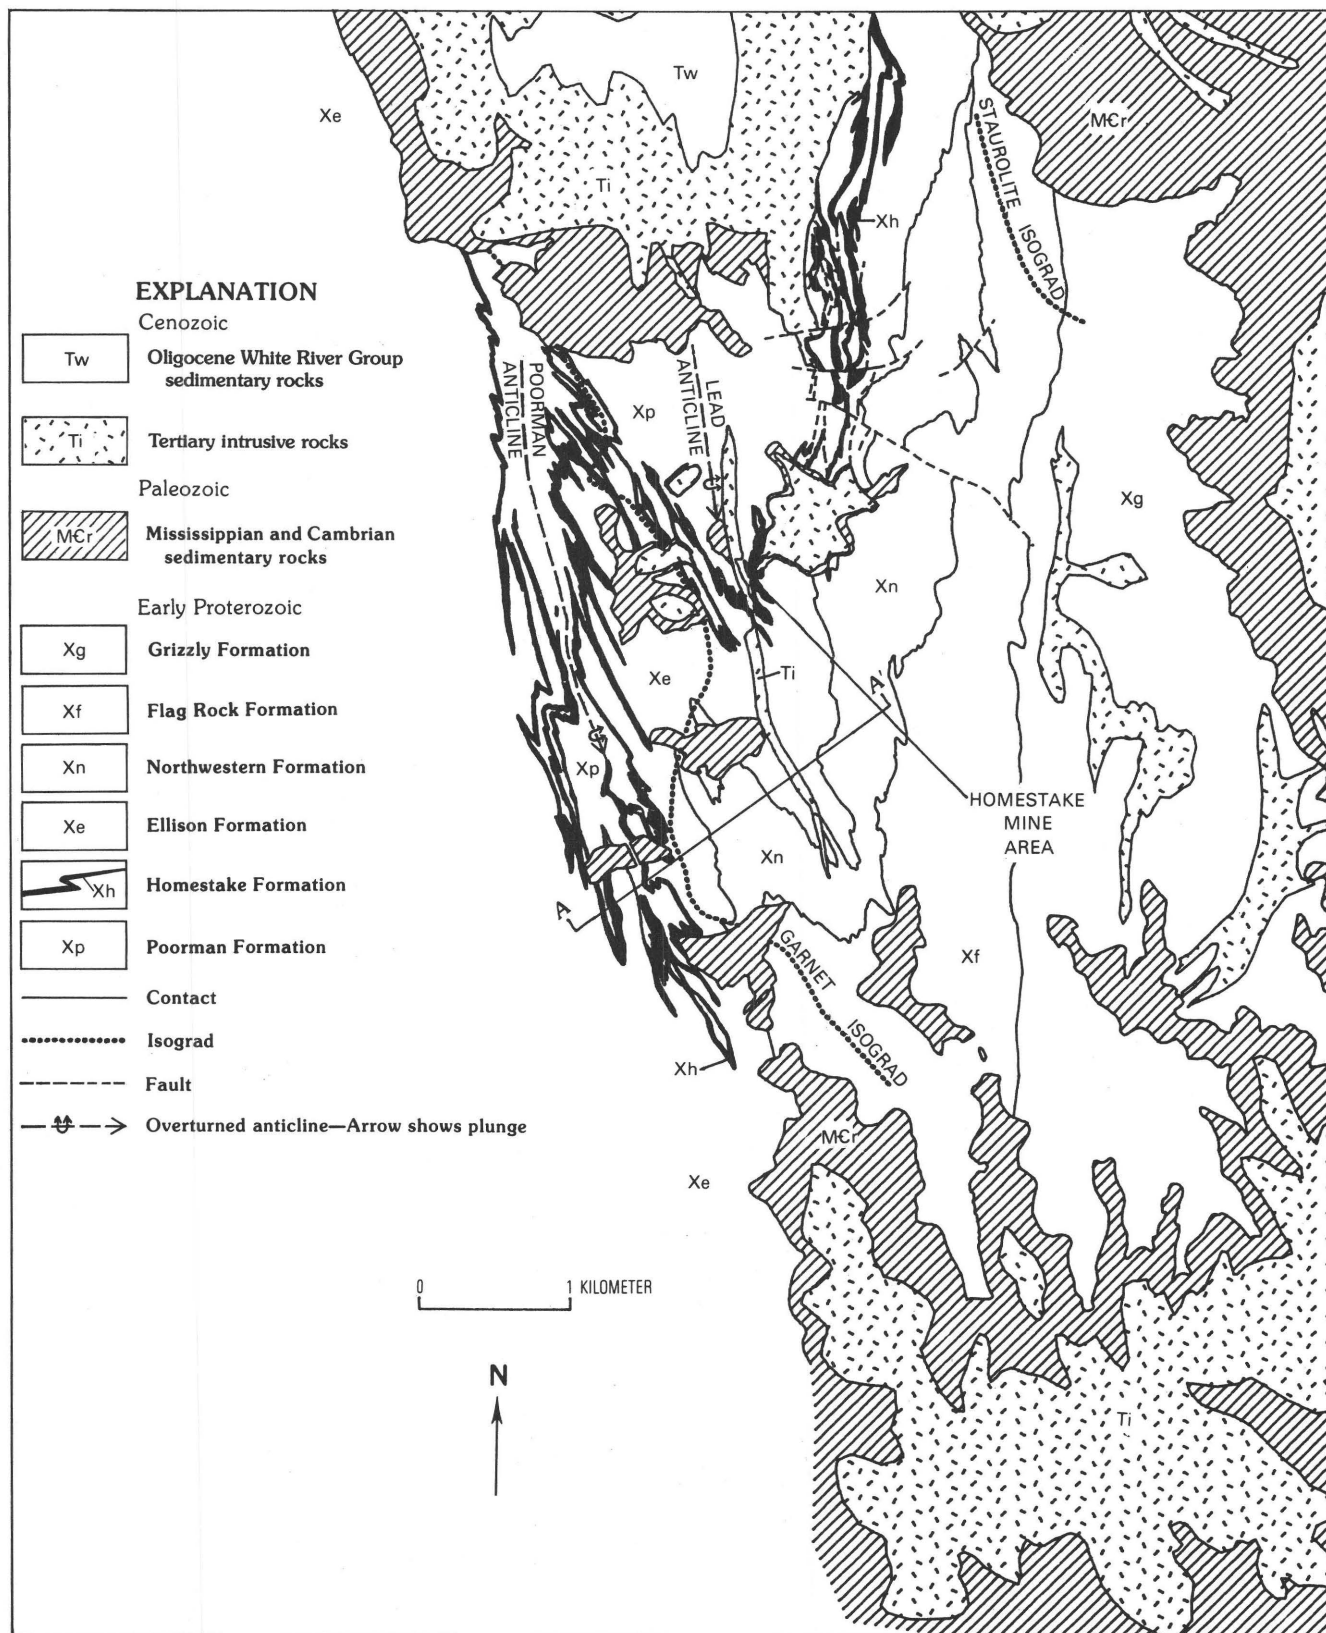 EXPLANATION
Cenozoic
Tw
Oligocene White River Group
sedimentary rocks
Ti
Tertiary intrusive rocks
Paleozoic
MЄr
Mississippian and Cambrian
sedimentary rocks
Early Proterozoic
Xg
Grizzly Formation
Xf
Flag Rock Formation
Xn
Northwestern Formation
Xe
Ellison Formation
Xh
Homestake Formation
Xp
Poorman Formation
Contact
Isograd
Fault
Overturned anticline—Arrow shows plunge
Xe
Tw
Ti
MЄr
STAUROLITE ISOGRAD
Xh
POORMAN
ANTICLINE
LEAD
ANTICLINE
Xp
Xg
Xn
Xe
Ti
A'
Xp
HOMESTAKE
MINE
AREA
Xn
A
Xf
GARNET ISOGRAD
Xh
MЄr
Xe
0 1 KILOMETER
N
Ti